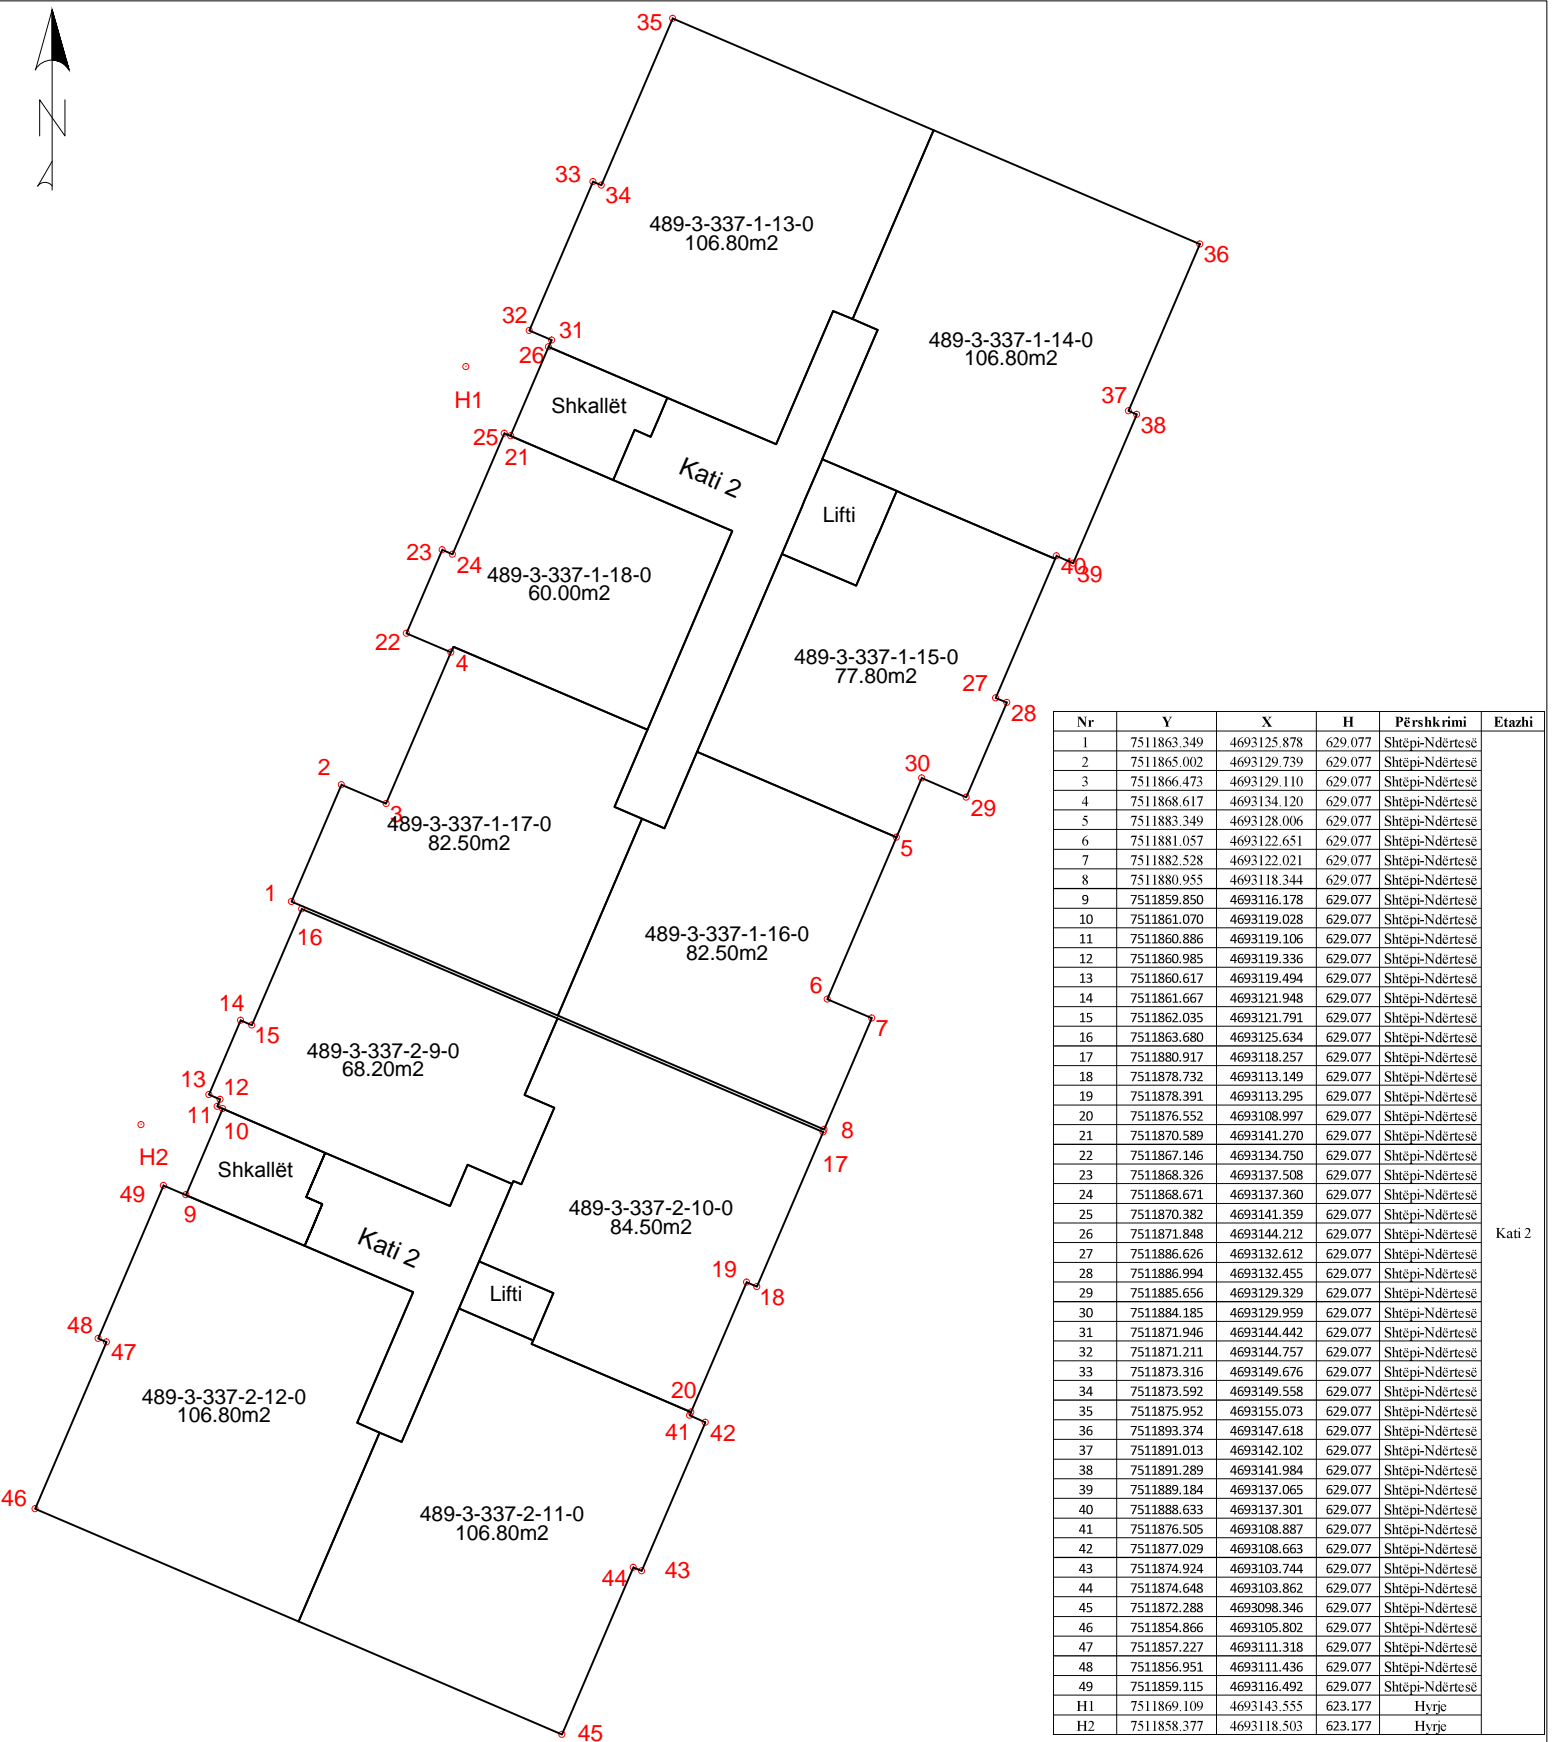 N
35
33
34
489-3-337-1-13-0
106.80m2
36
32
31
26
489-3-337-1-14-0
106.80m2
H1
Shkallët
37
38
25
21
Kati 2
Lifti
23
24
40
39
489-3-337-1-18-0
60.00m2
22
4
489-3-337-1-15-0
77.80m2
27
28
2
30
29
3
489-3-337-1-17-0
82.50m2
5
1
16
489-3-337-1-16-0
82.50m2
6
7
14
15
489-3-337-2-9-0
68.20m2
13
12
11
10
8
17
H2
Shkallët
49
9
489-3-337-2-10-0
84.50m2
Kati 2
19
18
Lifti
48
47
20
41
42
489-3-337-2-12-0
106.80m2
46
489-3-337-2-11-0
106.80m2
44
43
45
Nr Y X H Përshkrimi Etazhi
1 7511863.349 4693125.878 629.077 Shtëpi-Ndërtesë
2 7511865.002 4693129.739 629.077 Shtëpi-Ndërtesë
3 7511866.473 4693129.110 629.077 Shtëpi-Ndërtesë
4 7511868.617 4693134.120 629.077 Shtëpi-Ndërtesë
5 7511883.349 4693128.006 629.077 Shtëpi-Ndërtesë
6 7511881.057 4693122.651 629.077 Shtëpi-Ndërtesë
7 7511882.528 4693122.021 629.077 Shtëpi-Ndërtesë
8 7511880.955 4693118.344 629.077 Shtëpi-Ndërtesë
9 7511859.850 4693116.178 629.077 Shtëpi-Ndërtesë
10 7511861.070 4693119.028 629.077 Shtëpi-Ndërtesë
11 7511860.886 4693119.106 629.077 Shtëpi-Ndërtesë
12 7511860.985 4693119.336 629.077 Shtëpi-Ndërtesë
13 7511860.617 4693119.494 629.077 Shtëpi-Ndërtesë
14 7511861.667 4693121.948 629.077 Shtëpi-Ndërtesë
15 7511862.035 4693121.791 629.077 Shtëpi-Ndërtesë
16 7511863.680 4693125.634 629.077 Shtëpi-Ndërtesë
17 7511880.917 4693118.257 629.077 Shtëpi-Ndërtesë
18 7511878.732 4693113.149 629.077 Shtëpi-Ndërtesë
19 7511878.391 4693113.295 629.077 Shtëpi-Ndërtesë
20 7511876.552 4693108.997 629.077 Shtëpi-Ndërtesë
21 7511870.589 4693141.270 629.077 Shtëpi-Ndërtesë
22 7511867.146 4693134.750 629.077 Shtëpi-Ndërtesë
23 7511868.326 4693137.508 629.077 Shtëpi-Ndërtesë
24 7511868.671 4693137.360 629.077 Shtëpi-Ndërtesë
25 7511870.382 4693141.359 629.077 Shtëpi-Ndërtesë
26 7511871.848 4693144.212 629.077 Shtëpi-Ndërtesë Kati 2
27 7511886.626 4693132.612 629.077 Shtëpi-Ndërtesë
28 7511886.994 4693132.455 629.077 Shtëpi-Ndërtesë
29 7511885.656 4693129.329 629.077 Shtëpi-Ndërtesë
30 7511884.185 4693129.959 629.077 Shtëpi-Ndërtesë
31 7511871.946 4693144.442 629.077 Shtëpi-Ndërtesë
32 7511871.211 4693144.757 629.077 Shtëpi-Ndërtesë
33 7511873.316 4693149.676 629.077 Shtëpi-Ndërtesë
34 7511873.592 4693149.558 629.077 Shtëpi-Ndërtesë
35 7511875.952 4693155.073 629.077 Shtëpi-Ndërtesë
36 7511893.374 4693147.618 629.077 Shtëpi-Ndërtesë
37 7511891.013 4693142.102 629.077 Shtëpi-Ndërtesë
38 7511891.289 4693141.984 629.077 Shtëpi-Ndërtesë
39 7511889.184 4693137.065 629.077 Shtëpi-Ndërtesë
40 7511888.633 4693137.301 629.077 Shtëpi-Ndërtesë
41 7511876.505 4693108.887 629.077 Shtëpi-Ndërtesë
42 7511877.029 4693108.663 629.077 Shtëpi-Ndërtesë
43 7511874.924 4693103.744 629.077 Shtëpi-Ndërtesë
44 7511874.648 4693103.862 629.077 Shtëpi-Ndërtesë
45 7511872.288 4693098.346 629.077 Shtëpi-Ndërtesë
46 7511854.866 4693105.802 629.077 Shtëpi-Ndërtesë
47 7511857.227 4693111.318 629.077 Shtëpi-Ndërtesë
48 7511856.951 4693111.436 629.077 Shtëpi-Ndërtesë
49 7511859.115 4693116.492 629.077 Shtëpi-Ndërtesë
H1 7511869.109 4693143.555 623.177 Hyrje
H2 7511858.377 4693118.503 623.177 Hyrje